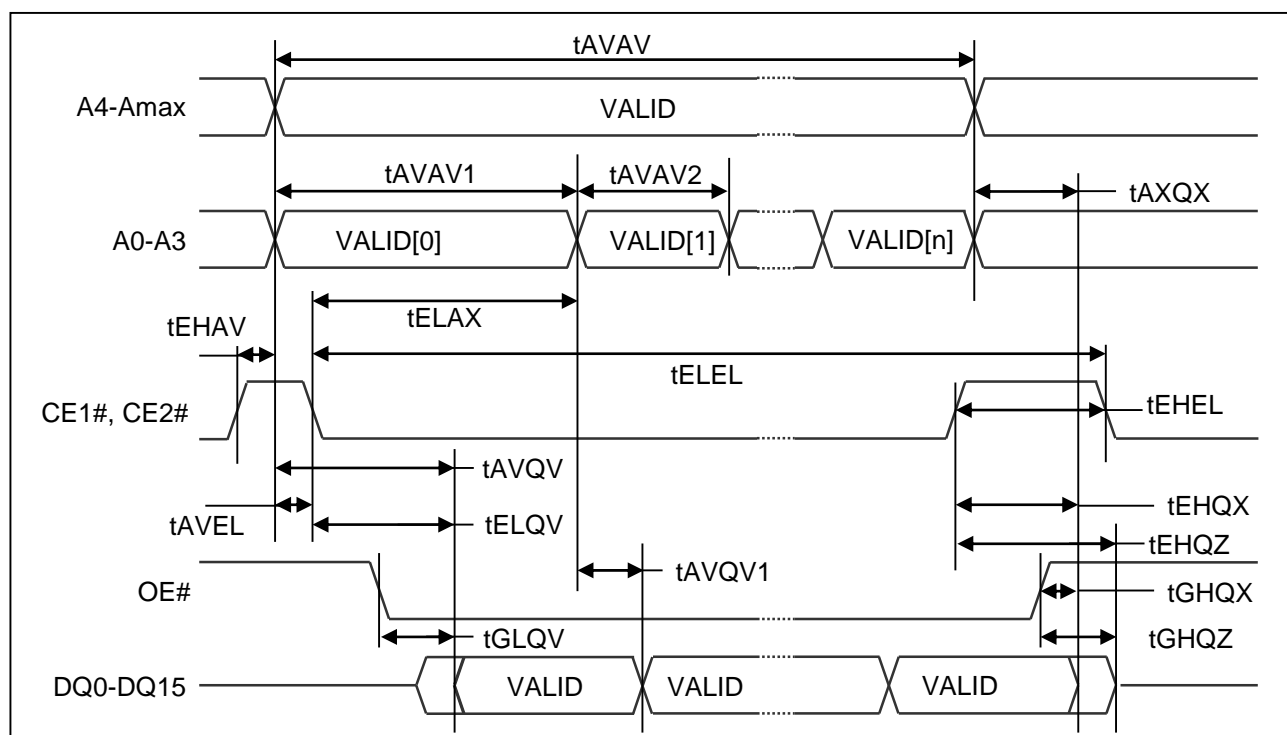 tAVAV
A4-Amax VALID
tAVAV1 tAVAV2
tAXQX
A0-A3 VALID[0] VALID[1] VALID[n]
tELAX
tEHAV
tELEL
CE1#, CE2# tEHEL
tAVQV
tAVEL tELQV tEHQX
tEHQZ
OE# tAVQV1 tGHQX
tGLQV tGHQZ
DQ0-DQ15 VALID VALID VALID